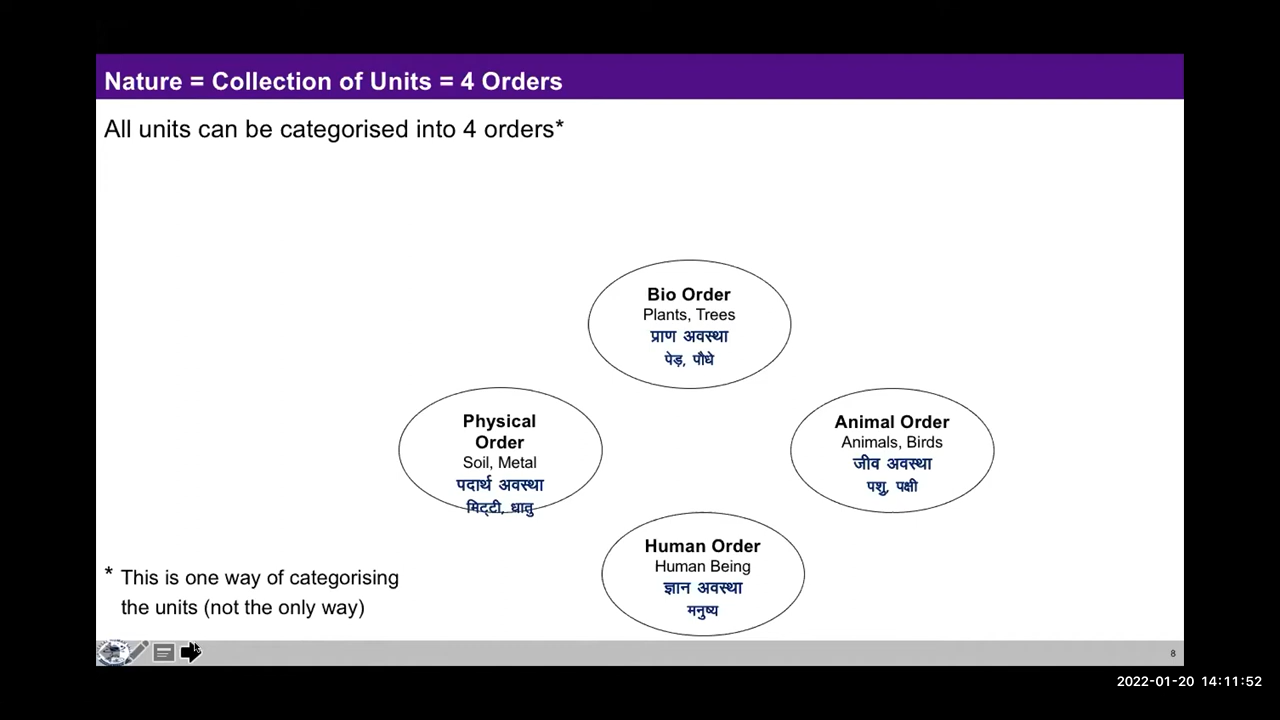 Nature = Collection of Units = 4 Orders
All units can be categorised into 4 orders*
Bio Order
Plants, Trees
प्राण अवस्था
पेड़, पौधे
Physical
Order
Soil, Metal
पदार्थ अवस्था
मिट्टी, धातु
Animal Order
Animals, Birds
जीव अवस्था
पशु, पक्षी
Human Order
Human Being
ज्ञान अवस्था
मनुष्य
* This is one way of categorising
the units (not the only way)
8
2022-01-20 14:11:52